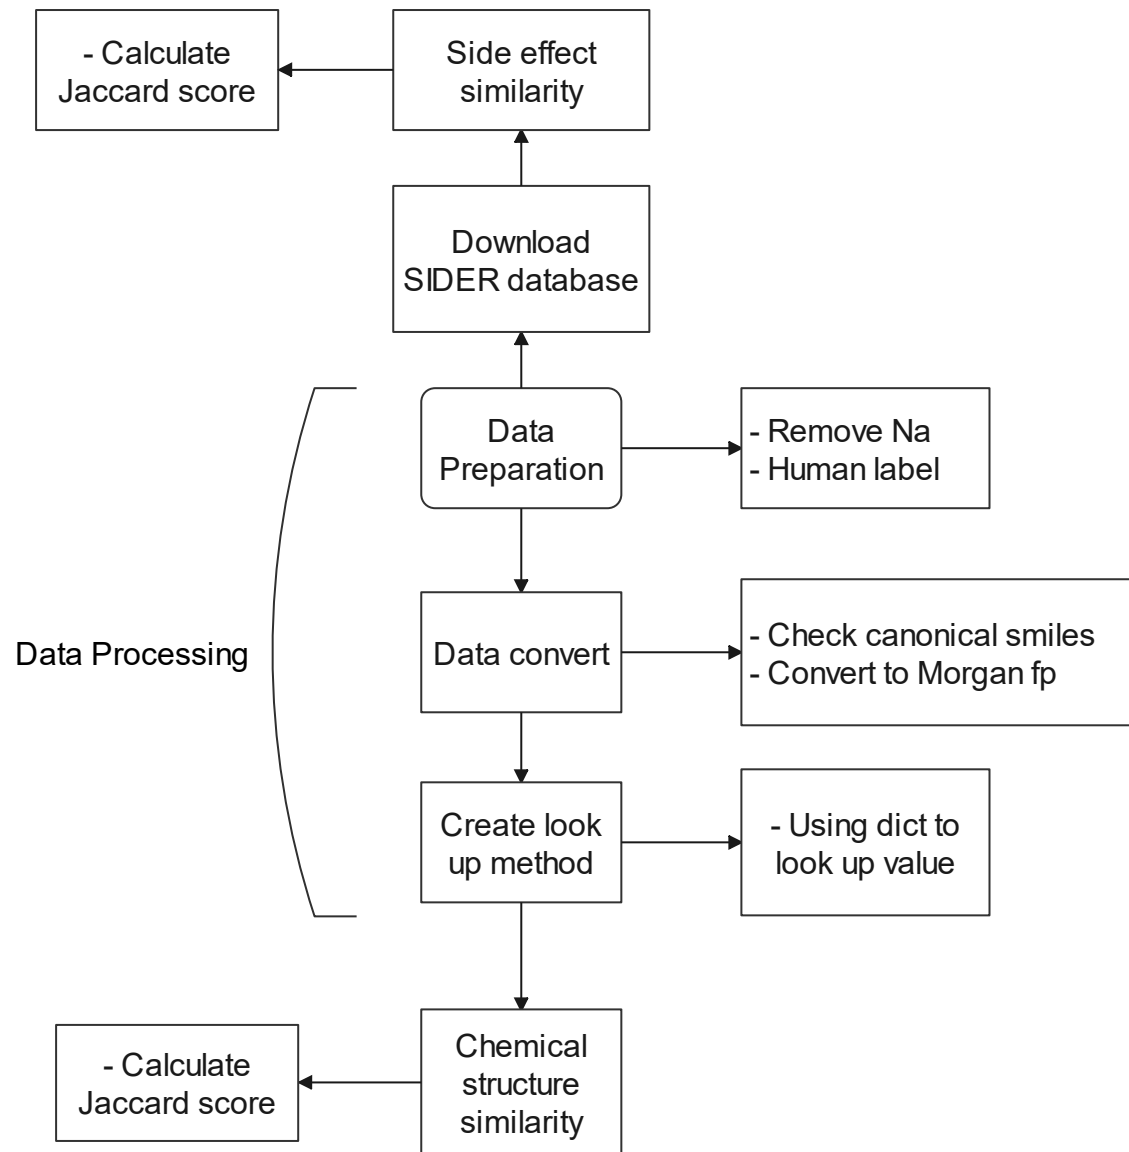 - Calculate
Jaccard score
Side effect
similarity
Download
SIDER database
Data
Preparation
- Remove Na
- Human label
Data Processing
Data convert
- Check canonical smiles
- Convert to Morgan fp
Create look
up method
- Using dict to
look up value
- Calculate
Jaccard score
Chemical
structure
similarity